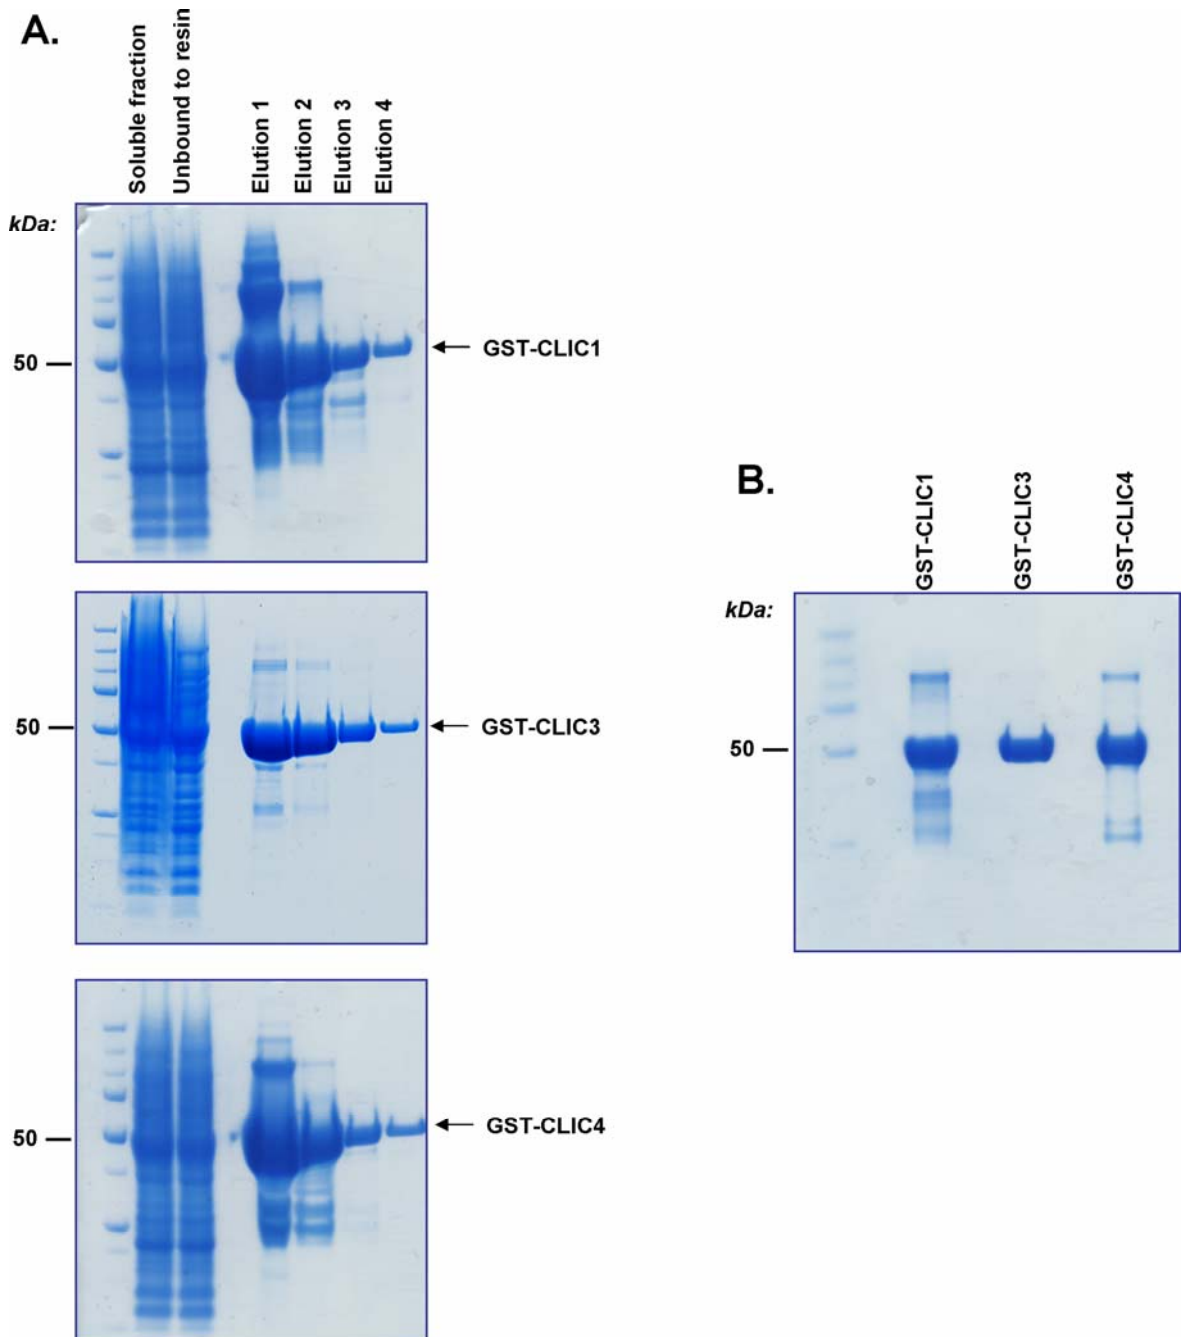 A.
Soluble fraction
Unbound to resin
Elution 1
Elution 2
Elution 3
Elution 4
kDa:
50
GST-CLIC1
50
GST-CLIC3
50
GST-CLIC4
B.
GST-CLIC1
GST-CLIC3
GST-CLIC4
kDa:
50